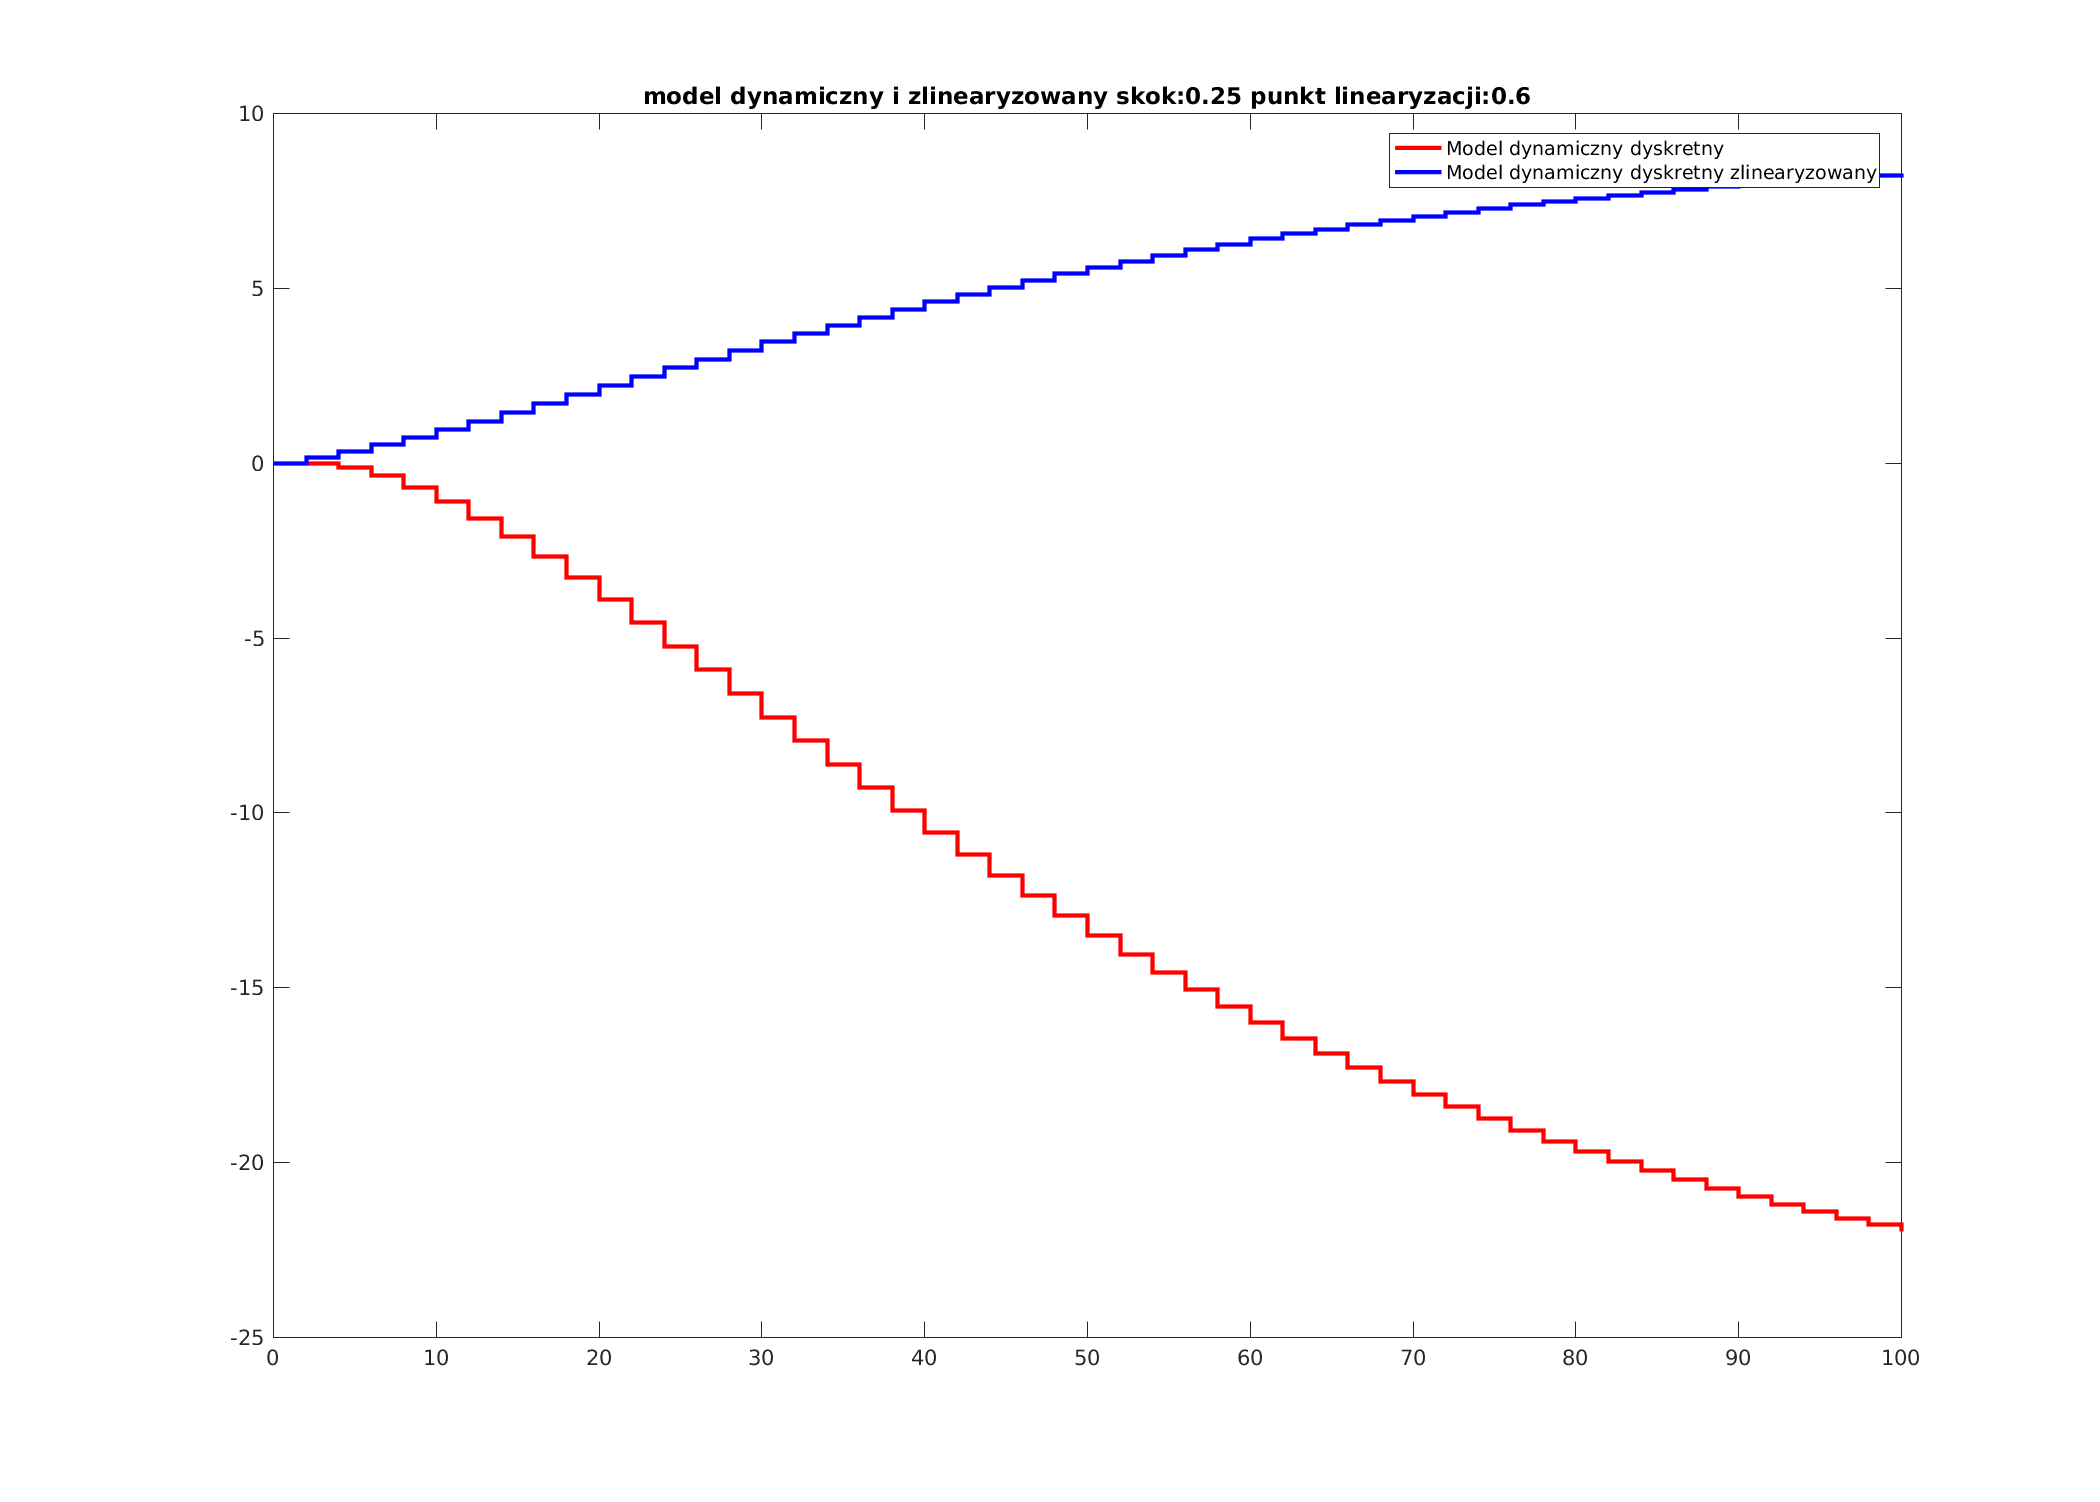 model dynamiczny i zlinearyzowany skok:0.25 punkt linearyzacji:0.6
10
Model dynamiczny dyskretny
Model dynamiczny dyskretny zlinearyzowany
5
0
-5
-10
-15
-20
-25
0 10 20 30 40 50 60 70 80 90 100